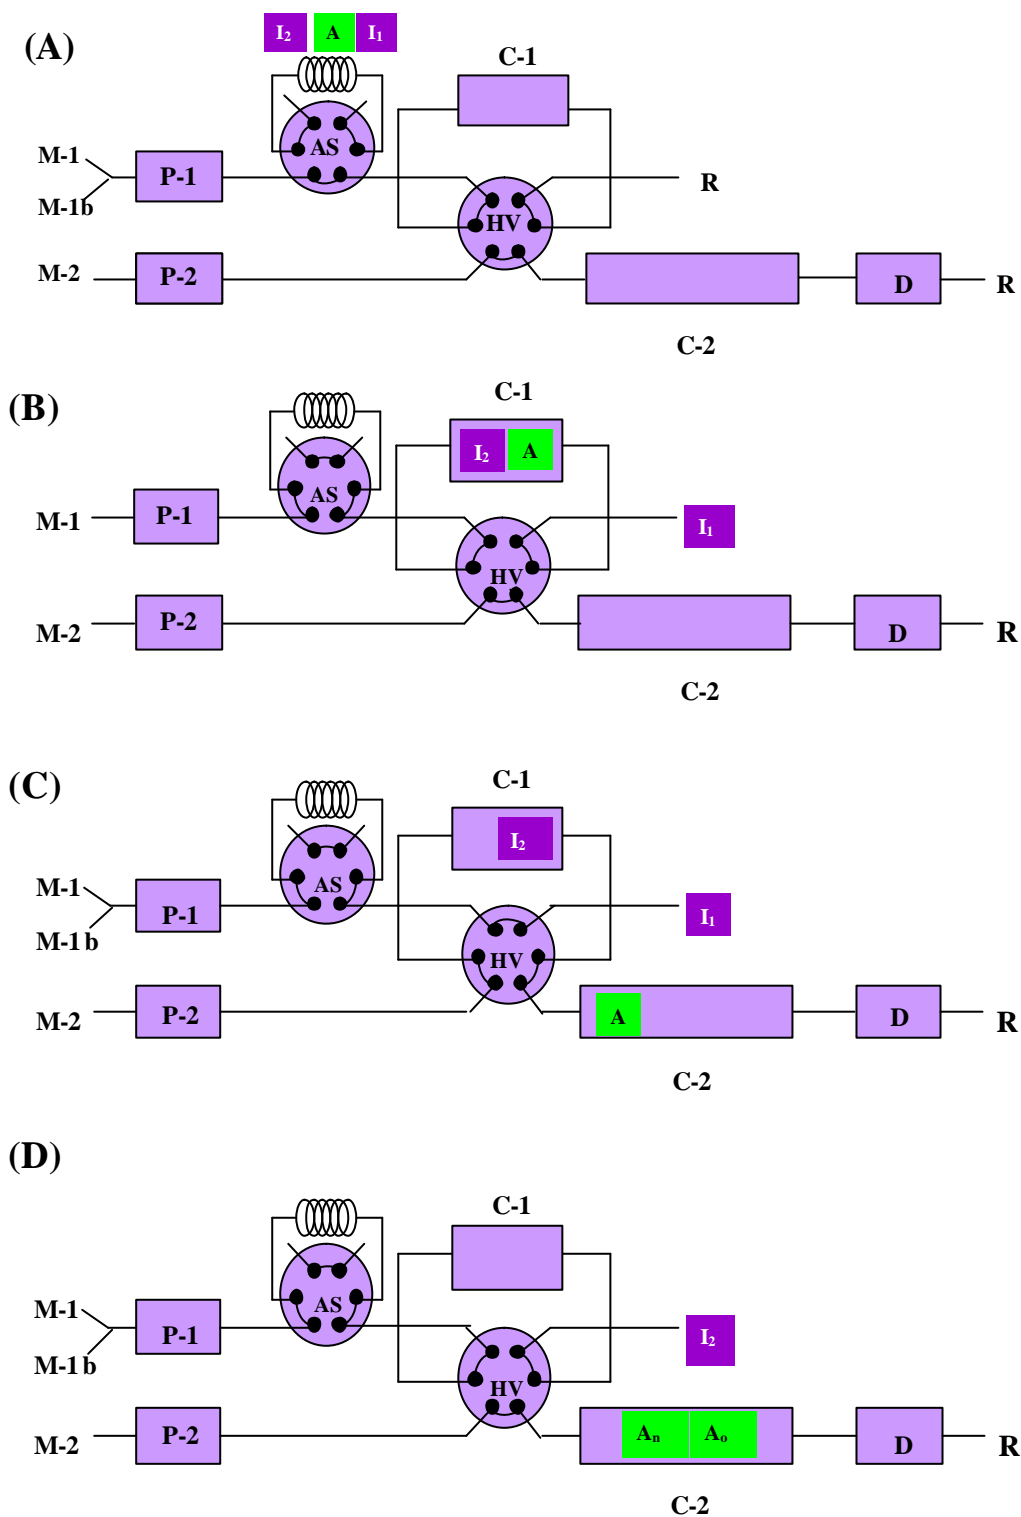 (A)
I₂ A I₁
C-1
AS
M-1
P-1
M-1b
R
HV
M-2
P-2
D
R
C-2
(B)
C-1
I₂ A
AS
M-1
P-1
I₁
HV
M-2
P-2
D
R
C-2
(C)
C-1
I₂
AS
M-1
P-1
M-1b
I₁
HV
M-2
P-2
A
D
R
C-2
(D)
C-1
AS
M-1
P-1
M-1b
I₂
HV
M-2
P-2
Aₙ Aₒ
D
R
C-2